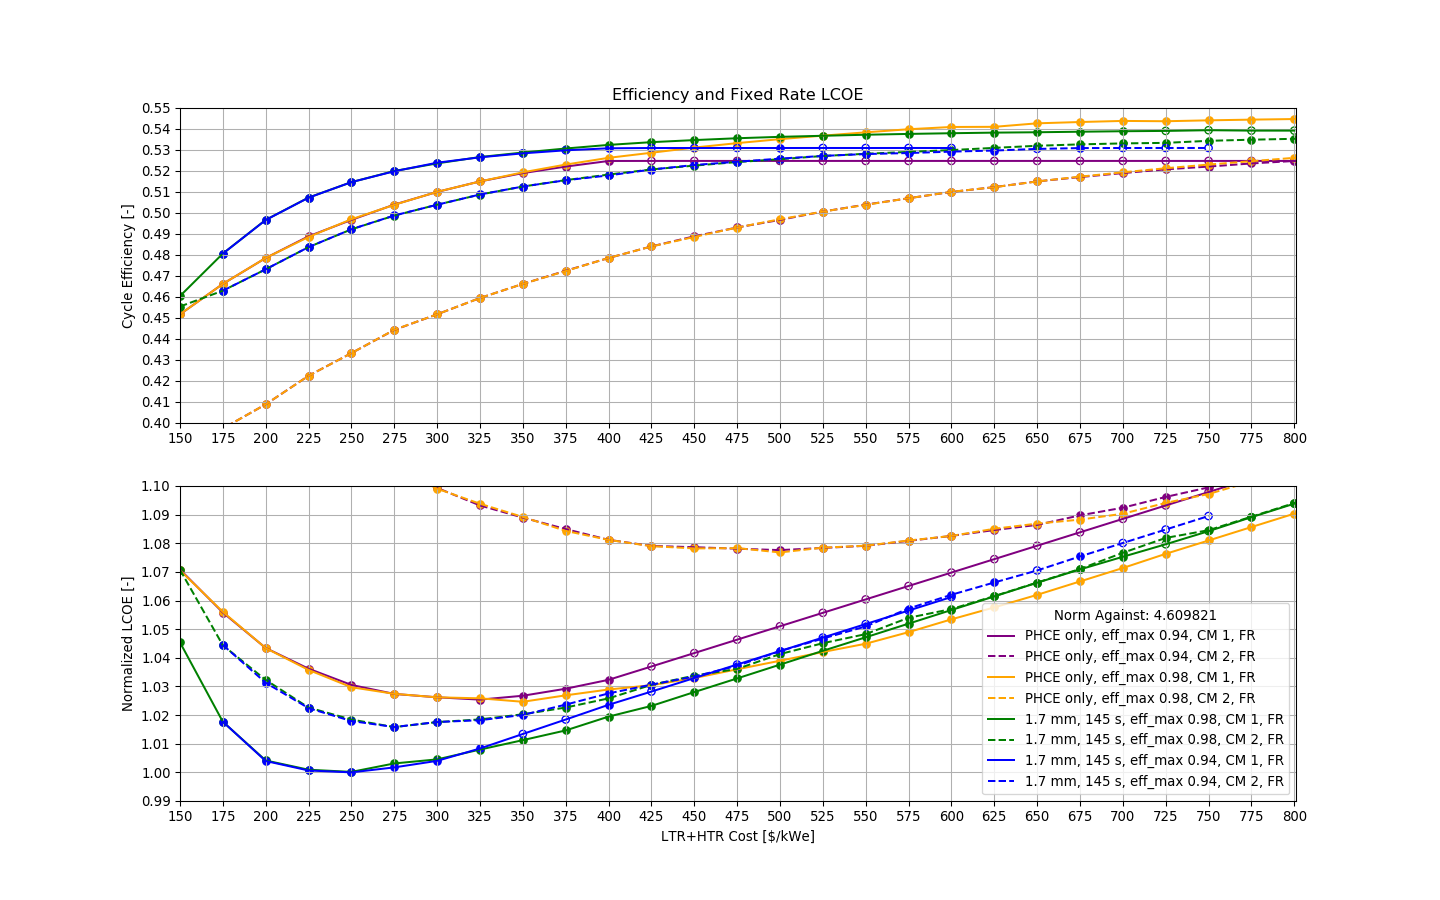 Efficiency and Fixed Rate LCOE
0.55
0.54
0.53
0.52
0.51
0.50
0.49
0.48
0.47
0.46
0.45
0.44
0.43
0.42
0.41
0.40
Cycle Efficiency [-]
150 175 200 225 250 275 300 325 350 375 400 425 450 475 500 525 550 575 600 625 650 675 700 725 750 775 800
1.10
1.09
1.08
1.07
1.06
1.05
1.04
1.03
1.02
1.01
1.00
0.99
Normalized LCOE [-]
Norm Against: 4.609821
PHCE only, eff_max 0.94, CM 1, FR
PHCE only, eff_max 0.94, CM 2, FR
PHCE only, eff_max 0.98, CM 1, FR
PHCE only, eff_max 0.98, CM 2, FR
1.7 mm, 145 s, eff_max 0.98, CM 1, FR
1.7 mm, 145 s, eff_max 0.98, CM 2, FR
1.7 mm, 145 s, eff_max 0.94, CM 1, FR
1.7 mm, 145 s, eff_max 0.94, CM 2, FR
150 175 200 225 250 275 300 325 350 375 400 425 450 475 500 525 550 575 600 625 650 675 700 725 750 775 800
LTR+HTR Cost [$/kWe]